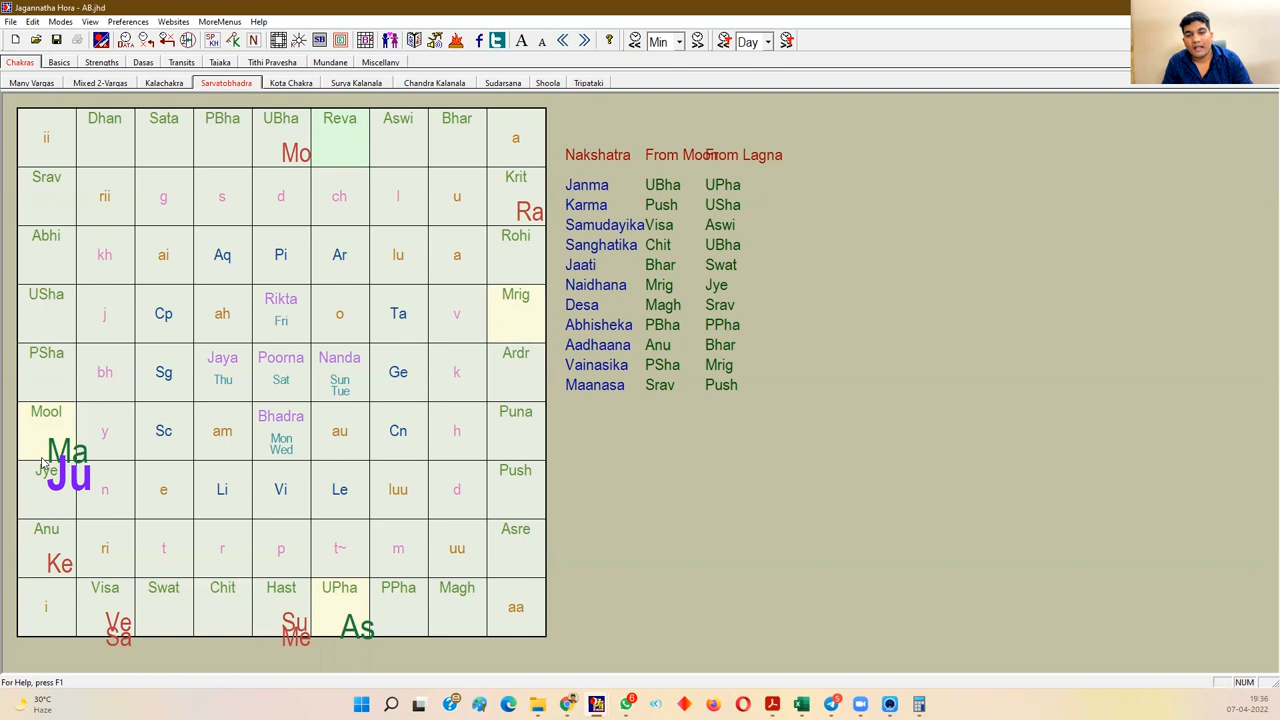 Jagannatha Hora - AB.jhd
File Edit Modes View Preferences Websites MoreMenus Help
Min Day
Chakras Basics Strengths Dasas Transits Tajaka Tithi Pravesha Mundane Miscellany
Many Vargas Mixed 2-Vargas Kalachakra Sarvatobhadra Kota Chakra Surya Kalanala Chandra Kalanala Sudarsana Shoola Tripataki
ii Dhan Sata PBha UBha Reva Aswi Bhar a
Mo
Srav rii g s d ch l u Krit
Ra
Abhi kh ai Aq Pi Ar lu a Rohi
USha j Cp ah Rikta o Ta v Mrig
Fri
PSha bh Sg Jaya Poorna Nanda Ge k Ardr
Thu Sat Sun
Tue
Mool y Sc am Bhadra au Cn h Puna
Ma Mon
Wed
Jye n e Li Vi Le luu d Push
Ju
Anu ri t r p t~ m uu Asre
Ke
i Visa Swat Chit Hast UPha PPha Magh aa
Ve Su As
Sa Me
Nakshatra From Moon From Lagna
Janma UBha UPha
Karma Push USha
Samudayika Visa Aswi
Sanghatika Chit UBha
Jaati Bhar Swat
Naidhana Mrig Jye
Desa Magh Srav
Abhisheka PBha PPha
Aadhaana Anu Bhar
Vainasika PSha Mrig
Maanasa Srav Push
For Help, press F1 NUM
30°C
Haze
19:36
07-04-2022